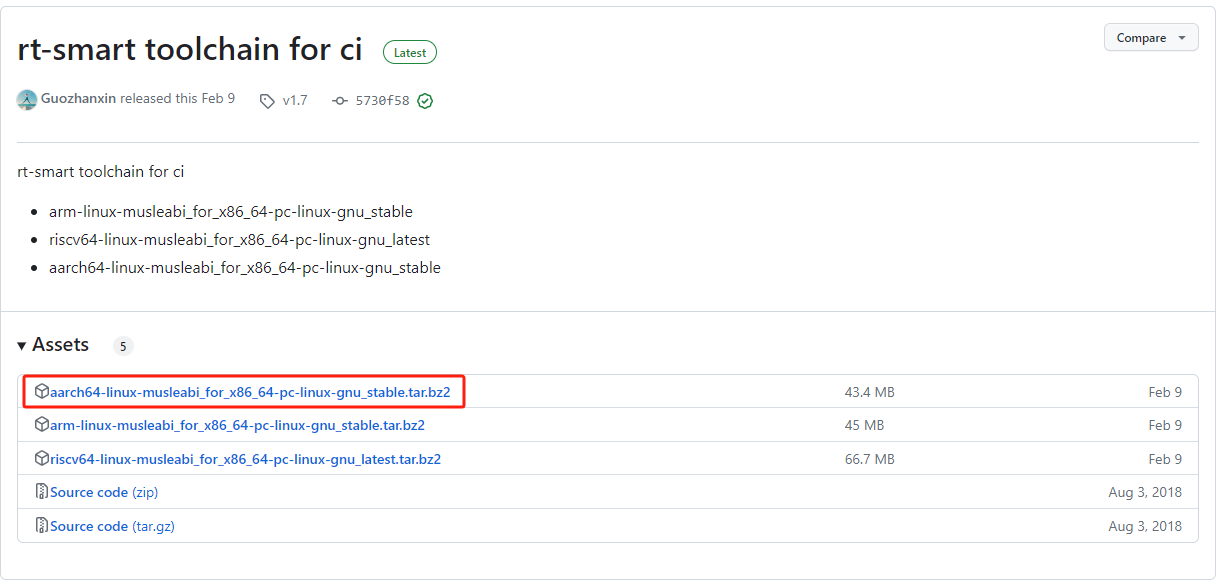 rt-smart toolchain for ci Latest Compare
Guozhanxin released this Feb 9 v1.7 5730f58
rt-smart toolchain for ci
arm-linux-musleabi_for_x86_64-pc-linux-gnu_stable
riscv64-linux-musleabi_for_x86_64-pc-linux-gnu_latest
aarch64-linux-musleabi_for_x86_64-pc-linux-gnu_stable
Assets 5
aarch64-linux-musleabi_for_x86_64-pc-linux-gnu_stable.tar.bz2 43.4 MB Feb 9
arm-linux-musleabi_for_x86_64-pc-linux-gnu_stable.tar.bz2 45 MB Feb 9
riscv64-linux-musleabi_for_x86_64-pc-linux-gnu_latest.tar.bz2 66.7 MB Feb 9
Source code (zip) Aug 3, 2018
Source code (tar.gz) Aug 3, 2018